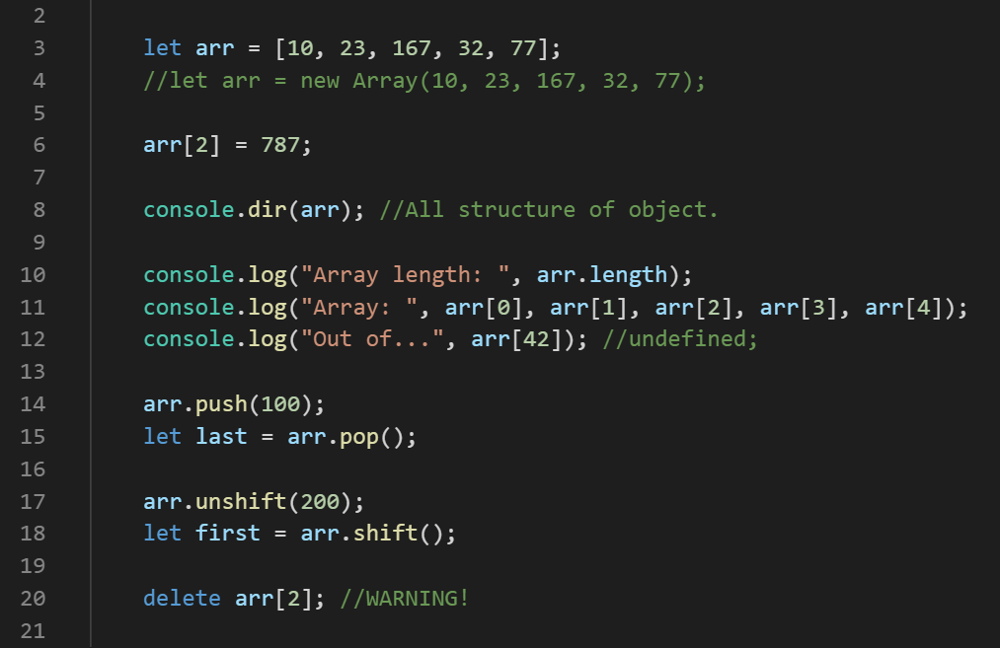 2
3 let arr = [10, 23, 167, 32, 77];
4 //let arr = new Array(10, 23, 167, 32, 77);
5
6 arr[2] = 787;
7
8 console.dir(arr); //All structure of object.
9
10 console.log("Array length: ", arr.length);
11 console.log("Array: ", arr[0], arr[1], arr[2], arr[3], arr[4]);
12 console.log("Out of...", arr[42]); //undefined;
13
14 arr.push(100);
15 let last = arr.pop();
16
17 arr.unshift(200);
18 let first = arr.shift();
19
20 delete arr[2]; //WARNING!
21